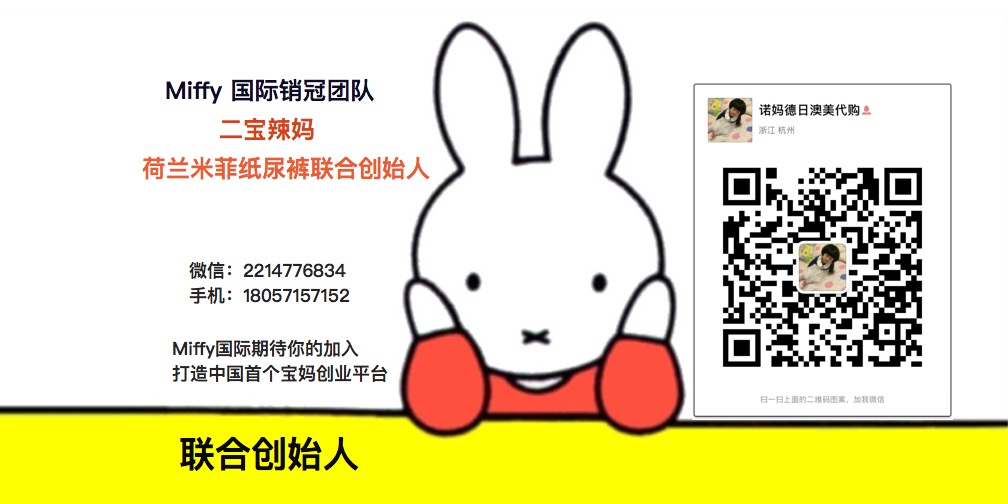 Miffy 国际销冠团队
二宝辣妈
荷兰米菲纸尿裤联合创始人
微信：2214776834
手机：18057157152
Miffy国际期待你的加入
打造中国首个宝妈创业平台
联合创始人
诺妈德日澳美代购
浙江 杭州
扫一扫上面的二维码图案，加我微信